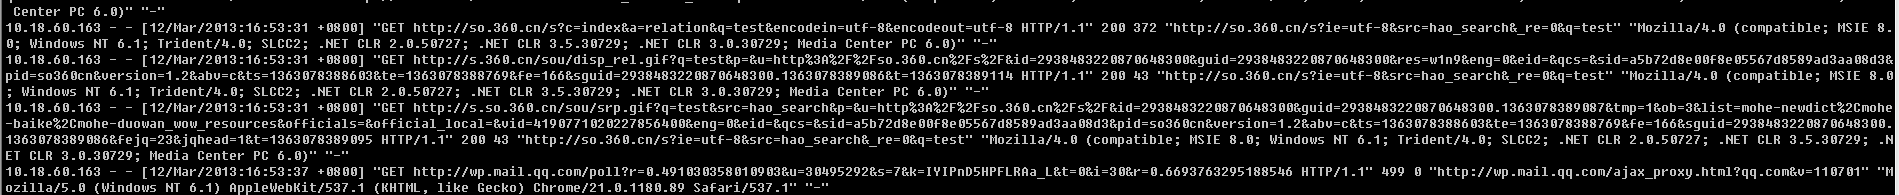 Center PC 6.0)" "-"
10.18.60.163 - - [12/Mar/2013:16:53:31 +0800] "GET http://so.360.cn/s?c=index&a=relation&q=test&encodein=utf-8&encodeout=utf-8 HTTP/1.1" 200 372 "http://so.360.cn/s?ie=utf-8&src=hao_search&_re=0&q=test" "Mozilla/4.0 (compatible; MSIE 8.
0; Windows NT 6.1; Trident/4.0; SLCC2; .NET CLR 2.0.50727; .NET CLR 3.5.30729; .NET CLR 3.0.30729; Media Center PC 6.0)" "-"
10.18.60.163 - - [12/Mar/2013:16:53:31 +0800] "GET http://s.360.cn/sou/disp_rel.gif?q=test&p=&u=http%3A%2F%2Fso.360.cn%2Fs%2F&id=2938483220870648300&guid=2938483220870648300&res=w1n9&eng=0&eid=&qcs=&sid=a5b72d8e00f8e05567d8589ad3aa08d3&
pid=so360cn&version=1.2&abv=c&ts=1363078388603&te=1363078388769&fe=166&sguid=2938483220870648300.1363078389086&t=1363078389114 HTTP/1.1" 200 43 "http://so.360.cn/s?ie=utf-8&src=hao_search&_re=0&q=test" "Mozilla/4.0 (compatible; MSIE 8.0
; Windows NT 6.1; Trident/4.0; SLCC2; .NET CLR 2.0.50727; .NET CLR 3.5.30729; .NET CLR 3.0.30729; Media Center PC 6.0)" "-"
10.18.60.163 - - [12/Mar/2013:16:53:31 +0800] "GET http://s.so.360.cn/sou/srp.gif?q=test&src=hao_search&p=&u=http%3A%2F%2Fso.360.cn%2Fs%2F&id=2938483220870648300&guid=2938483220870648300.1363078389087&tmp=1&ob=3&list=mohe-newdict%2Cmohe
-baike%2Cmohe-duowan_wow_resources&officials=&official_local=&vid=4190771020227856400&eng=0&eid=&qcs=&sid=a5b72d8e00f8e05567d8589ad3aa08d3&pid=so360cn&version=1.2&abv=c&ts=1363078388603&te=1363078388769&fe=166&sguid=2938483220870648300.
1363078389086&fejq=23&jqhead=1&t=1363078389095 HTTP/1.1" 200 43 "http://so.360.cn/s?ie=utf-8&src=hao_search&_re=0&q=test" "Mozilla/4.0 (compatible; MSIE 8.0; Windows NT 6.1; Trident/4.0; SLCC2; .NET CLR 2.0.50727; .NET CLR 3.5.30729; .N
ET CLR 3.0.30729; Media Center PC 6.0)" "-"
10.18.60.163 - - [12/Mar/2013:16:53:37 +0800] "GET http://wp.mail.qq.com/poll?r=0.491030358010903&u=30495292&s=7&k=IYIPnD5HPFLRAa_L&t=0&i=30&r=0.6693763295188546 HTTP/1.1" 499 0 "http://wp.mail.qq.com/ajax_proxy.html?qq.com&v=110701" "M
ozilla/5.0 (Windows NT 6.1) AppleWebKit/537.1 (KHTML, like Gecko) Chrome/21.0.1180.89 Safari/537.1" "-"